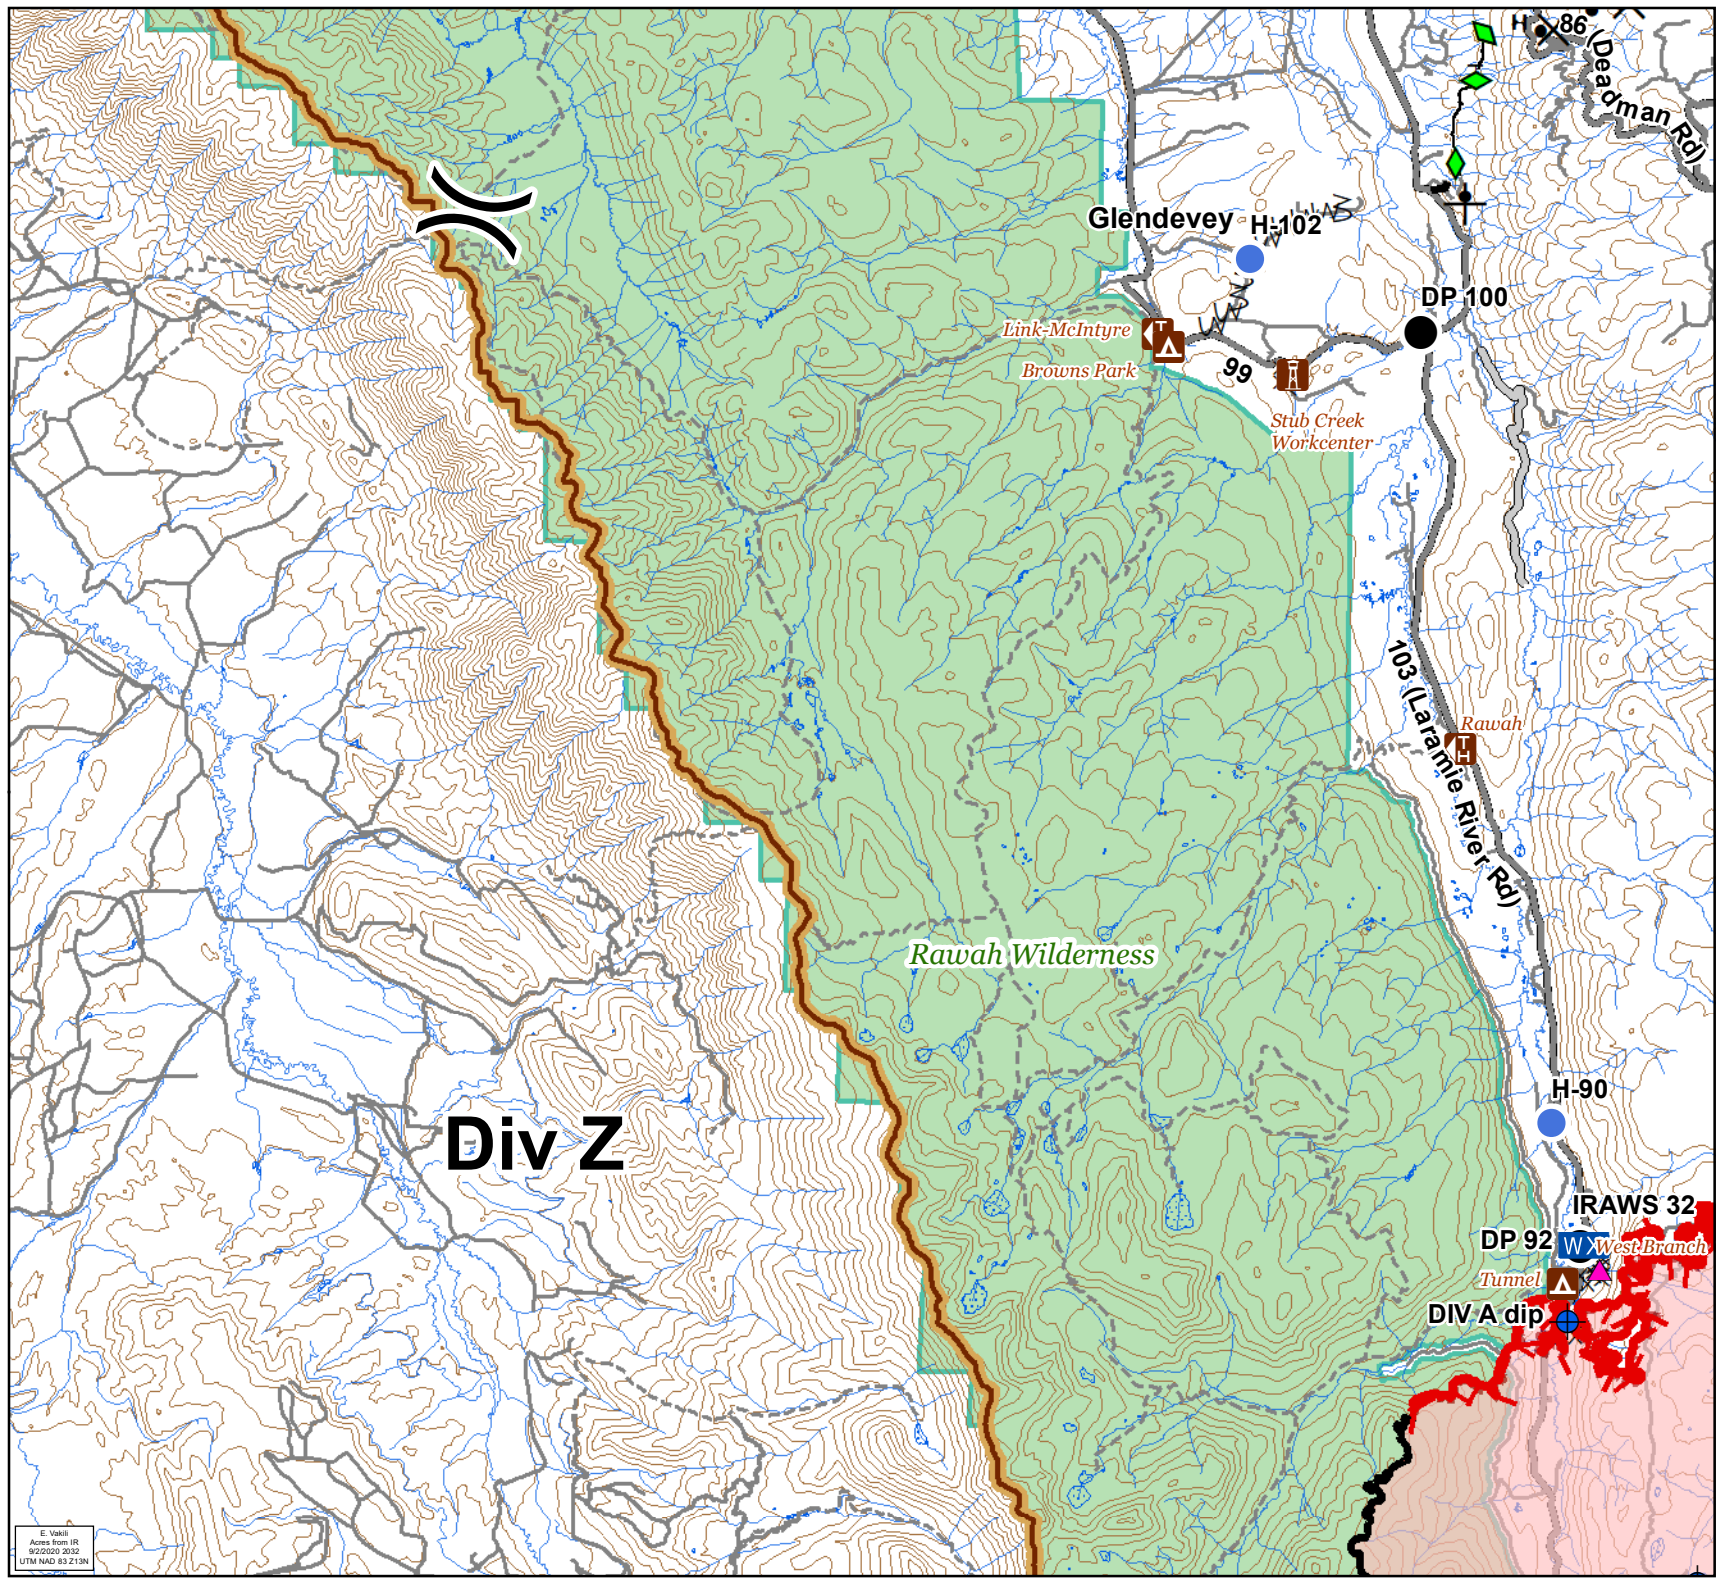 H
86 (Deadman Rd)
Glendevey
H-102
DP 100
Link-McIntyre
T
Browns Park
99
Stub Creek
Workcenter
103 (Laramie River Rd)
Rawah
T
H
Rawah Wilderness
Div Z
H-90
IRAWS 32
DP 92
WX
West Branch
Tunnel
DIV A dip
E. Vakili
Acres from IR
9/2/2020 2032
UTM NAD 83 Z13N